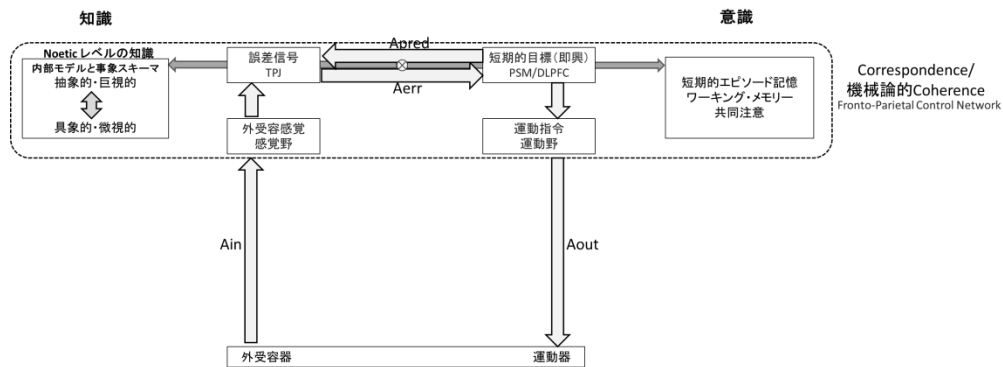 知識
意識
Noetic レベルの知識
内部モデルと事象スキーマ
抽象的・巨視的
具象的・微視的
誤差信号
TPJ
Apred
Aerr
短期的目標（即興）
PSM/DLPFC
短期的エピソード記憶
ワーキング・メモリー
共同注意
Correspondence/
機械論的Coherence
Fronto-Parietal Control Network
外受容感覚
感覚野
運動指令
運動野
Ain
Aout
外受容器
運動器